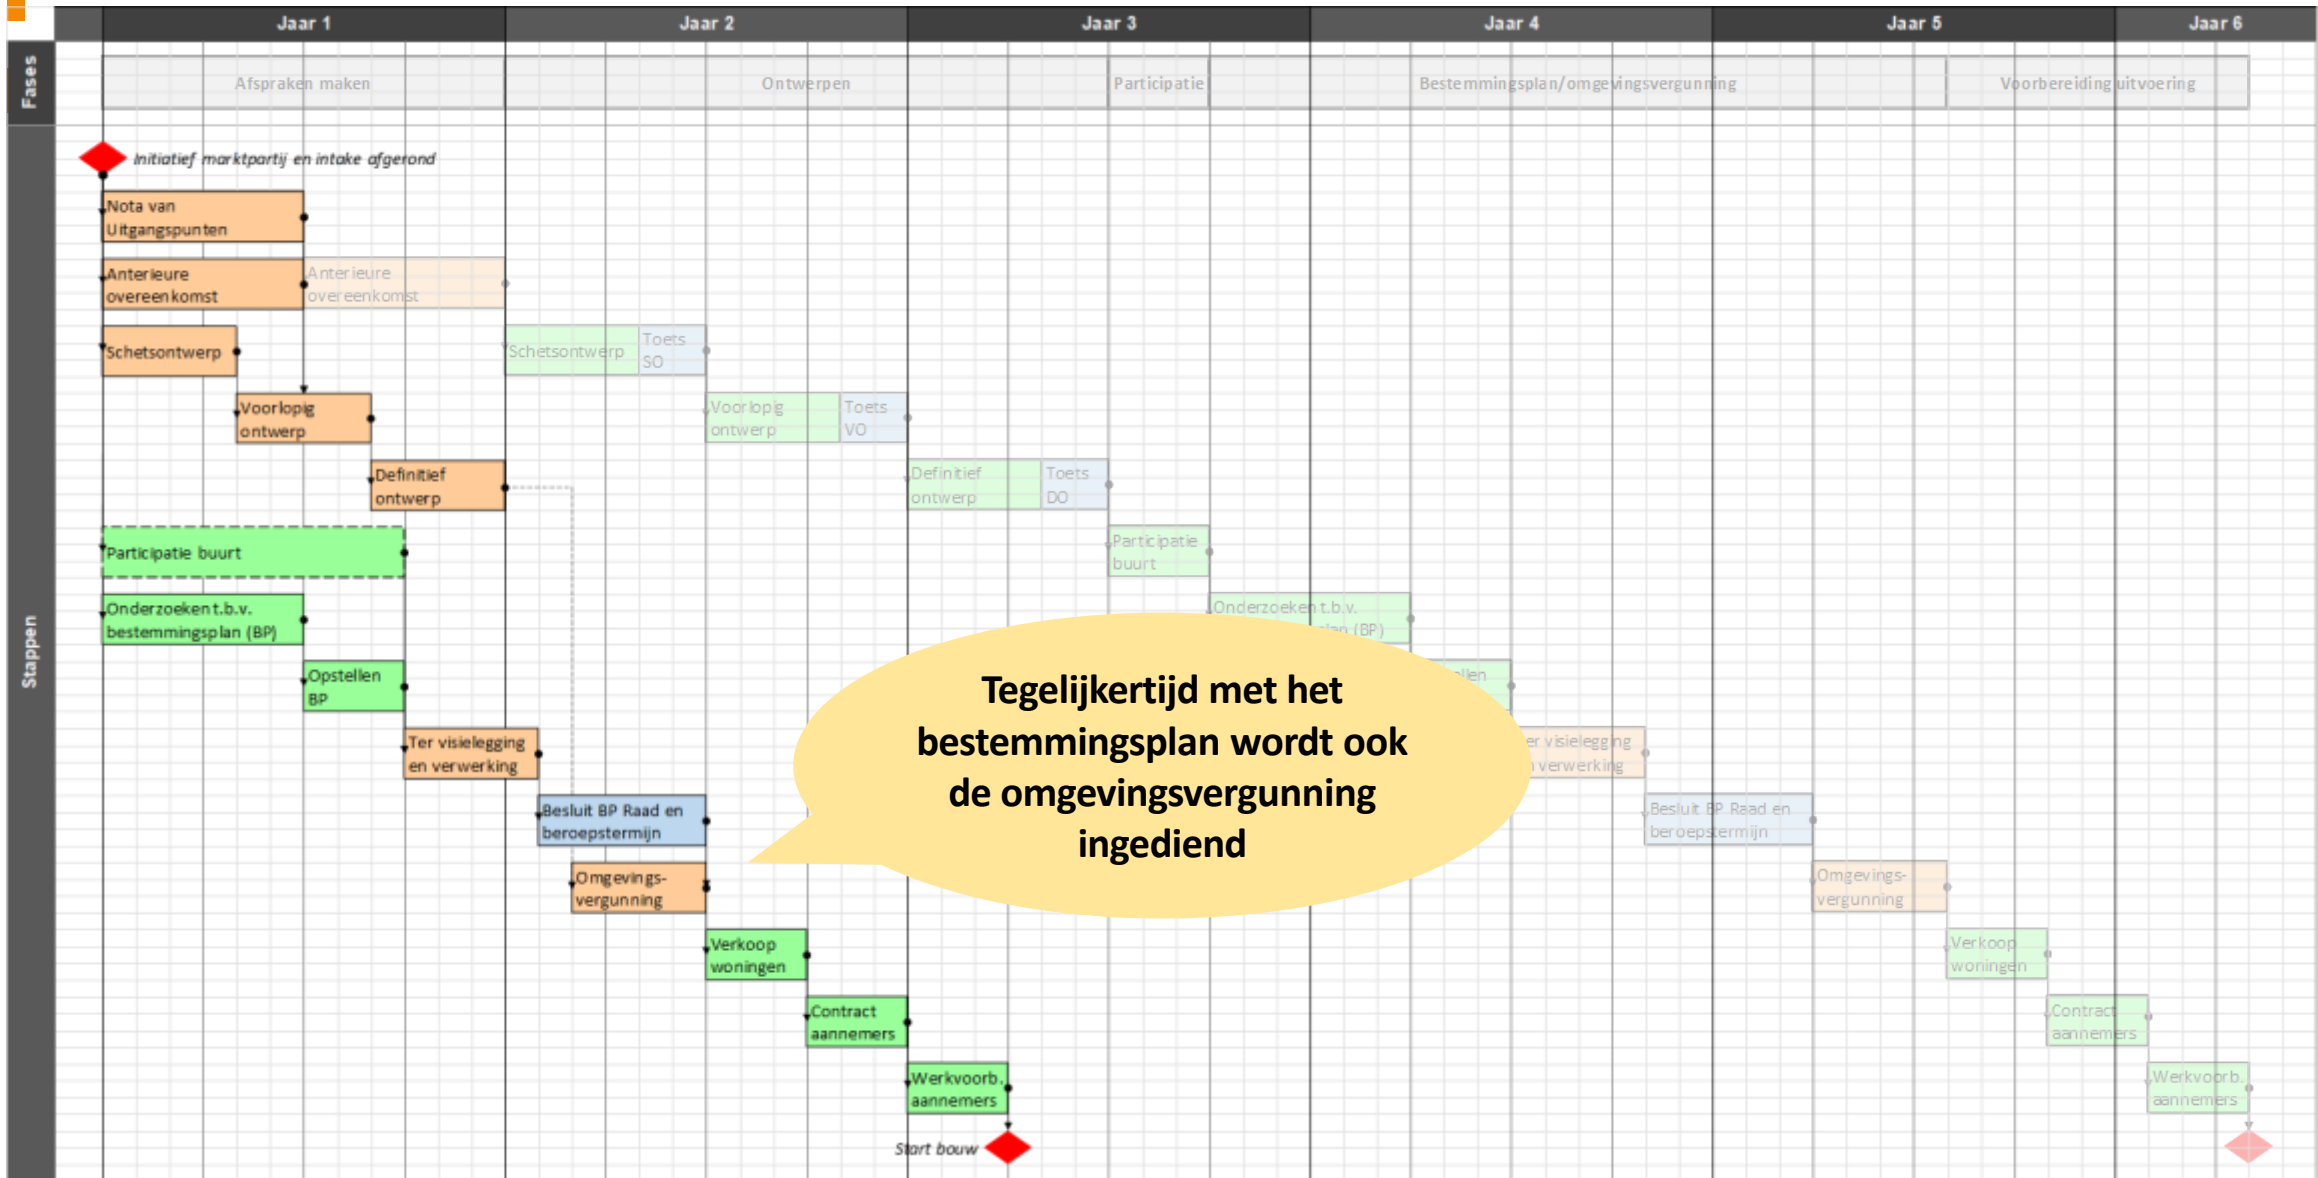 Jaar 1
Jaar 2
Jaar 3
Jaar 4
Jaar 5
Jaar 6
Fases
Afspraken maken
Ontwerpen
Participatie
Bestemmingsplan/omgevingsvergunning
Voorbereiding uitvoering
Stappen
Initiatief marktpartij en intake afgerond
Nota van
Uitgangspunten
Anterieure
overeenkomst
Anterieure
overeenkomst
Schetsontwerp
Schetsontwerp
Toets
SO
Voorlopig
ontwerp
Voorlopig
ontwerp
Toets
VO
Definitief
ontwerp
Definitief
ontwerp
Toets
DO
Participatie buurt
Participatie
buurt
Onderzoeken t.b.v.
bestemmingsplan (BP)
Onderzoeken t.b.v.
(BP)
Opstellen
BP
Ter visielegging
en verwerking
visielegging
verwerking
Besluit BP Raad en
beroepstermijn
Besluit BP Raad en
beroepstermijn
Omgevings-
vergunning
Omgevings-
vergunning
Tegelijkertijd met het
bestemmingsplan wordt ook
de omgevingsvergunning
ingediend
Verkoop
woningen
Verkoop
woningen
Contract
aannemers
Contract
aannemers
Werkvoorb.
aannemers
Werkvoorb.
aannemers
Start bouw